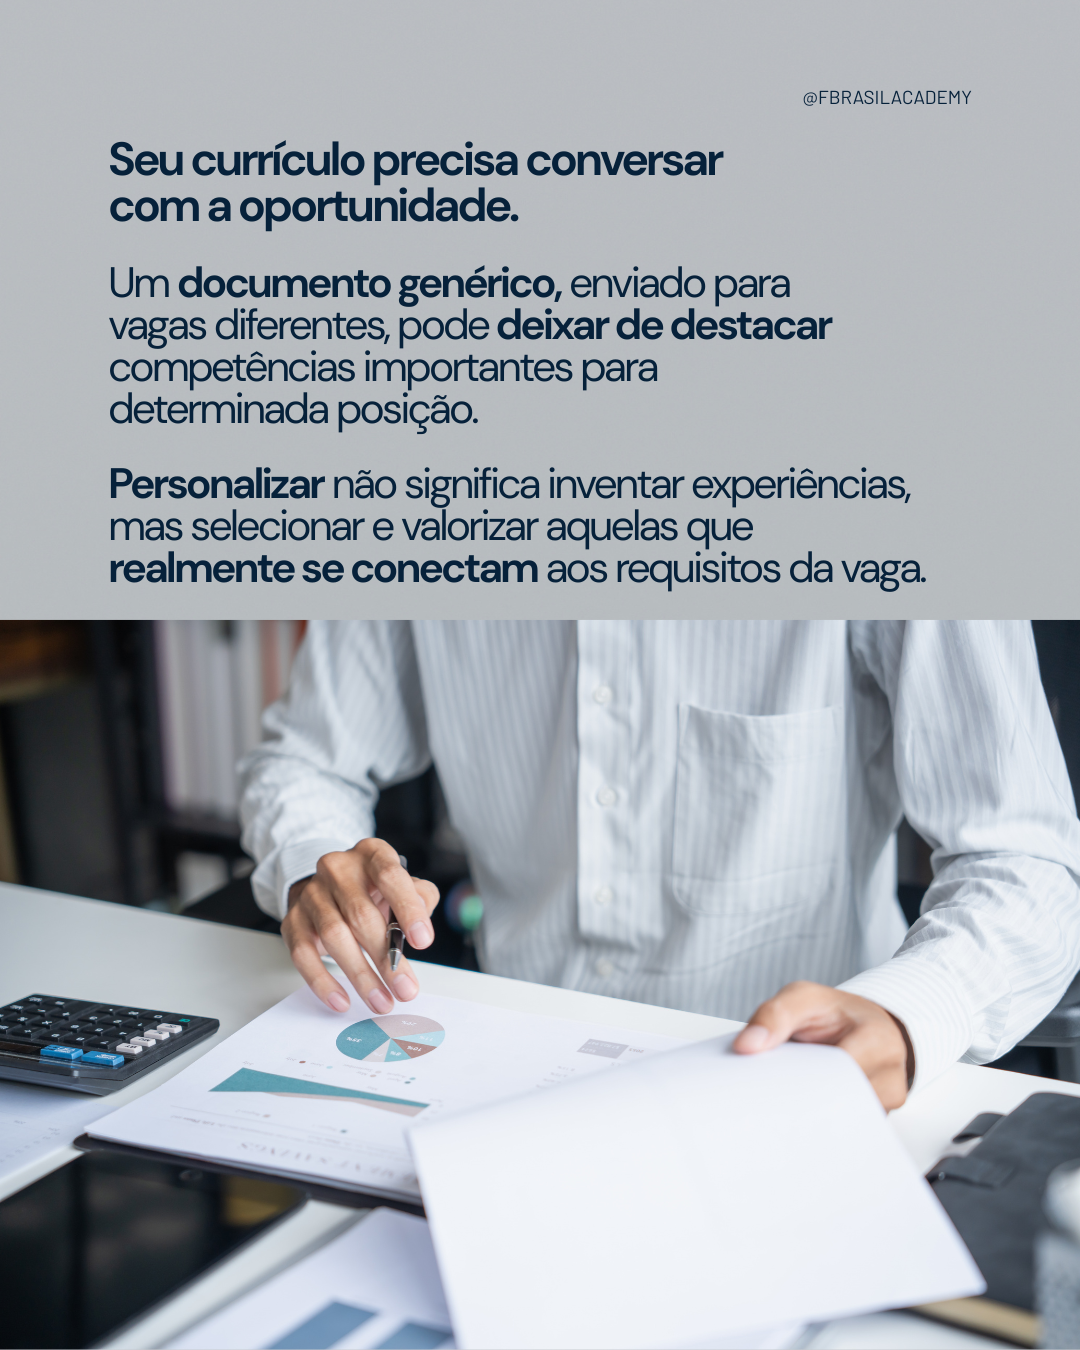 @FBRASILACADEMY
Seu currículo precisa conversar
com a oportunidade.
Um documento genérico, enviado para
vagas diferentes, pode deixar de destacar
competências importantes para
determinada posição.
Personalizar não significa inventar experiências,
mas selecionar e valorizar aquelas que
realmente se conectam aos requisitos da vaga.